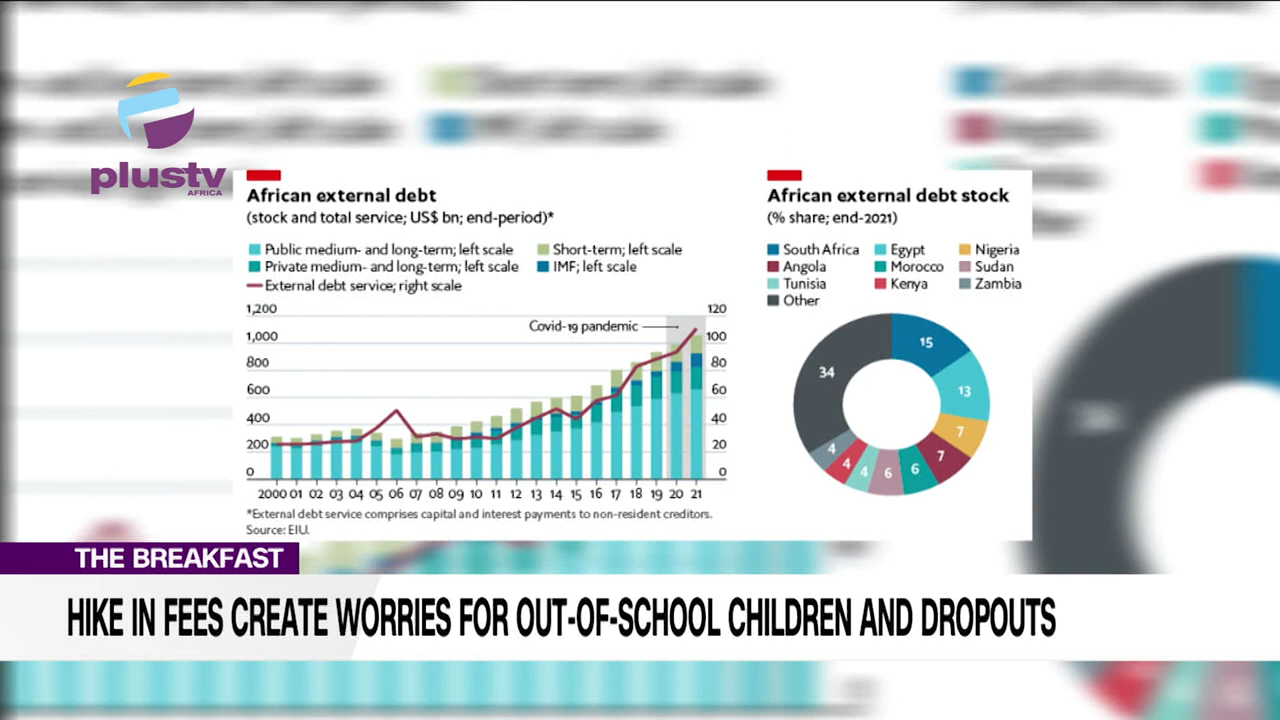 plustv
AFRICA
African external debt
(stock and total service; US$ bn; end-period)*
Public medium- and long-term; left scale
Short-term; left scale
Private medium- and long-term; left scale
IMF; left scale
External debt service; right scale
1,200
120
Covid-19 pandemic
1,000
100
800
80
600
60
400
40
200
20
0
0
2000 01 02 03 04 05 06 07 08 09 10 11 12 13 14 15 16 17 18 19 20 21
*External debt service comprises capital and interest payments to non-resident creditors.
Source: EIU.
African external debt stock
(% share; end-2021)
South Africa
Egypt
Nigeria
Angola
Morocco
Sudan
Tunisia
Kenya
Zambia
Other
15
13
7
7
6
6
4
4
4
34
THE BREAKFAST
HIKE IN FEES CREATE WORRIES FOR OUT-OF-SCHOOL CHILDREN AND DROPOUTS